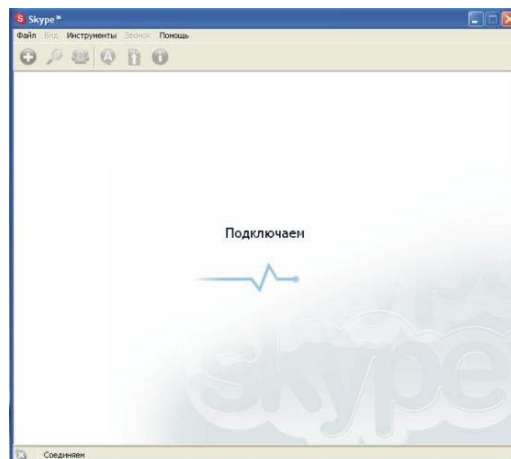 Skype™
Файл Вид Инструменты Звонок Помощь
Подключаем
skype
Соединяем